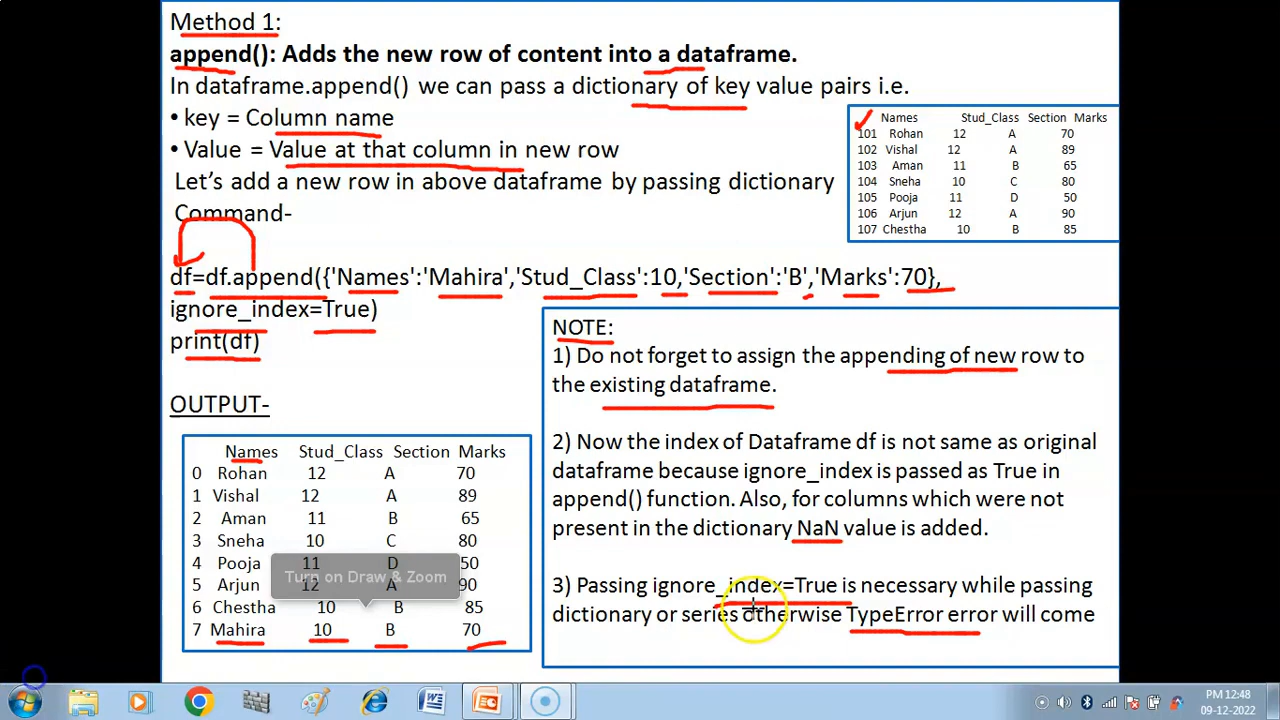 Method 1:
append(): Adds the new row of content into a dataframe.
In dataframe.append() we can pass a dictionary of key value pairs i.e.
• key = Column name
• Value = Value at that column in new row
Let’s add a new row in above dataframe by passing dictionary
Command-
Names Stud_Class Section Marks
101 Rohan 12 A 70
102 Vishal 12 A 89
103 Aman 11 B 65
104 Sneha 10 C 80
105 Pooja 11 D 50
106 Arjun 12 A 90
107 Chestha 10 B 85
df=df.append({'Names':'Mahira','Stud_Class':10,'Section':'B','Marks':70},
ignore_index=True)
print(df)
OUTPUT-
Names Stud_Class Section Marks
0 Rohan 12 A 70
1 Vishal 12 A 89
2 Aman 11 B 65
3 Sneha 10 C 80
4 Pooja 11 D 50
5 Arjun 12 A 90
6 Chestha 10 B 85
7 Mahira 10 B 70
Turn on Draw & Zoom
NOTE:
1) Do not forget to assign the appending of new row to
the existing dataframe.
2) Now the index of Dataframe df is not same as original
dataframe because ignore_index is passed as True in
append() function. Also, for columns which were not
present in the dictionary NaN value is added.
3) Passing ignore_index=True is necessary while passing
dictionary or series otherwise TypeError error will come
PM 12:48
09-12-2022